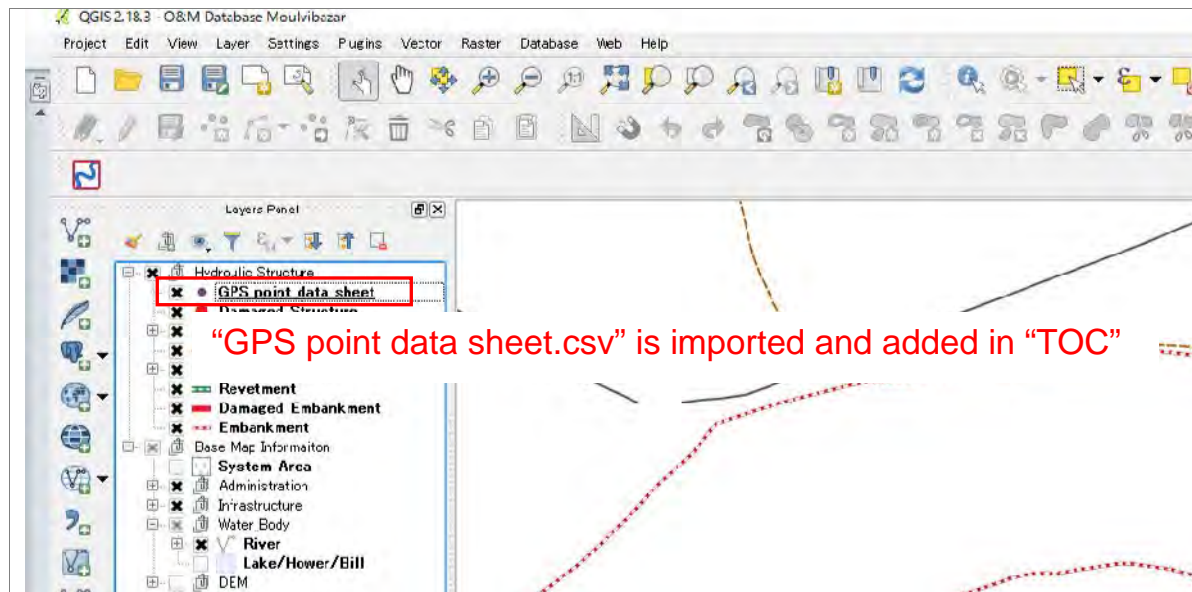 QGIS 2.18.3 - O&M Database Moulvibazar
Project Edit View Layer Settings Plugins Vector Raster Database Web Help
Layers Panel
Hydraulic Structure
GPS point data sheet
Damaged Structure
“GPS point data sheet.csv” is imported and added in “TOC”
Revetment
Damaged Embankment
Embankment
Base Map Informaiton
System Area
Administration
Infrastructure
Water Body
River
Lake/Hower/Bill
DEM